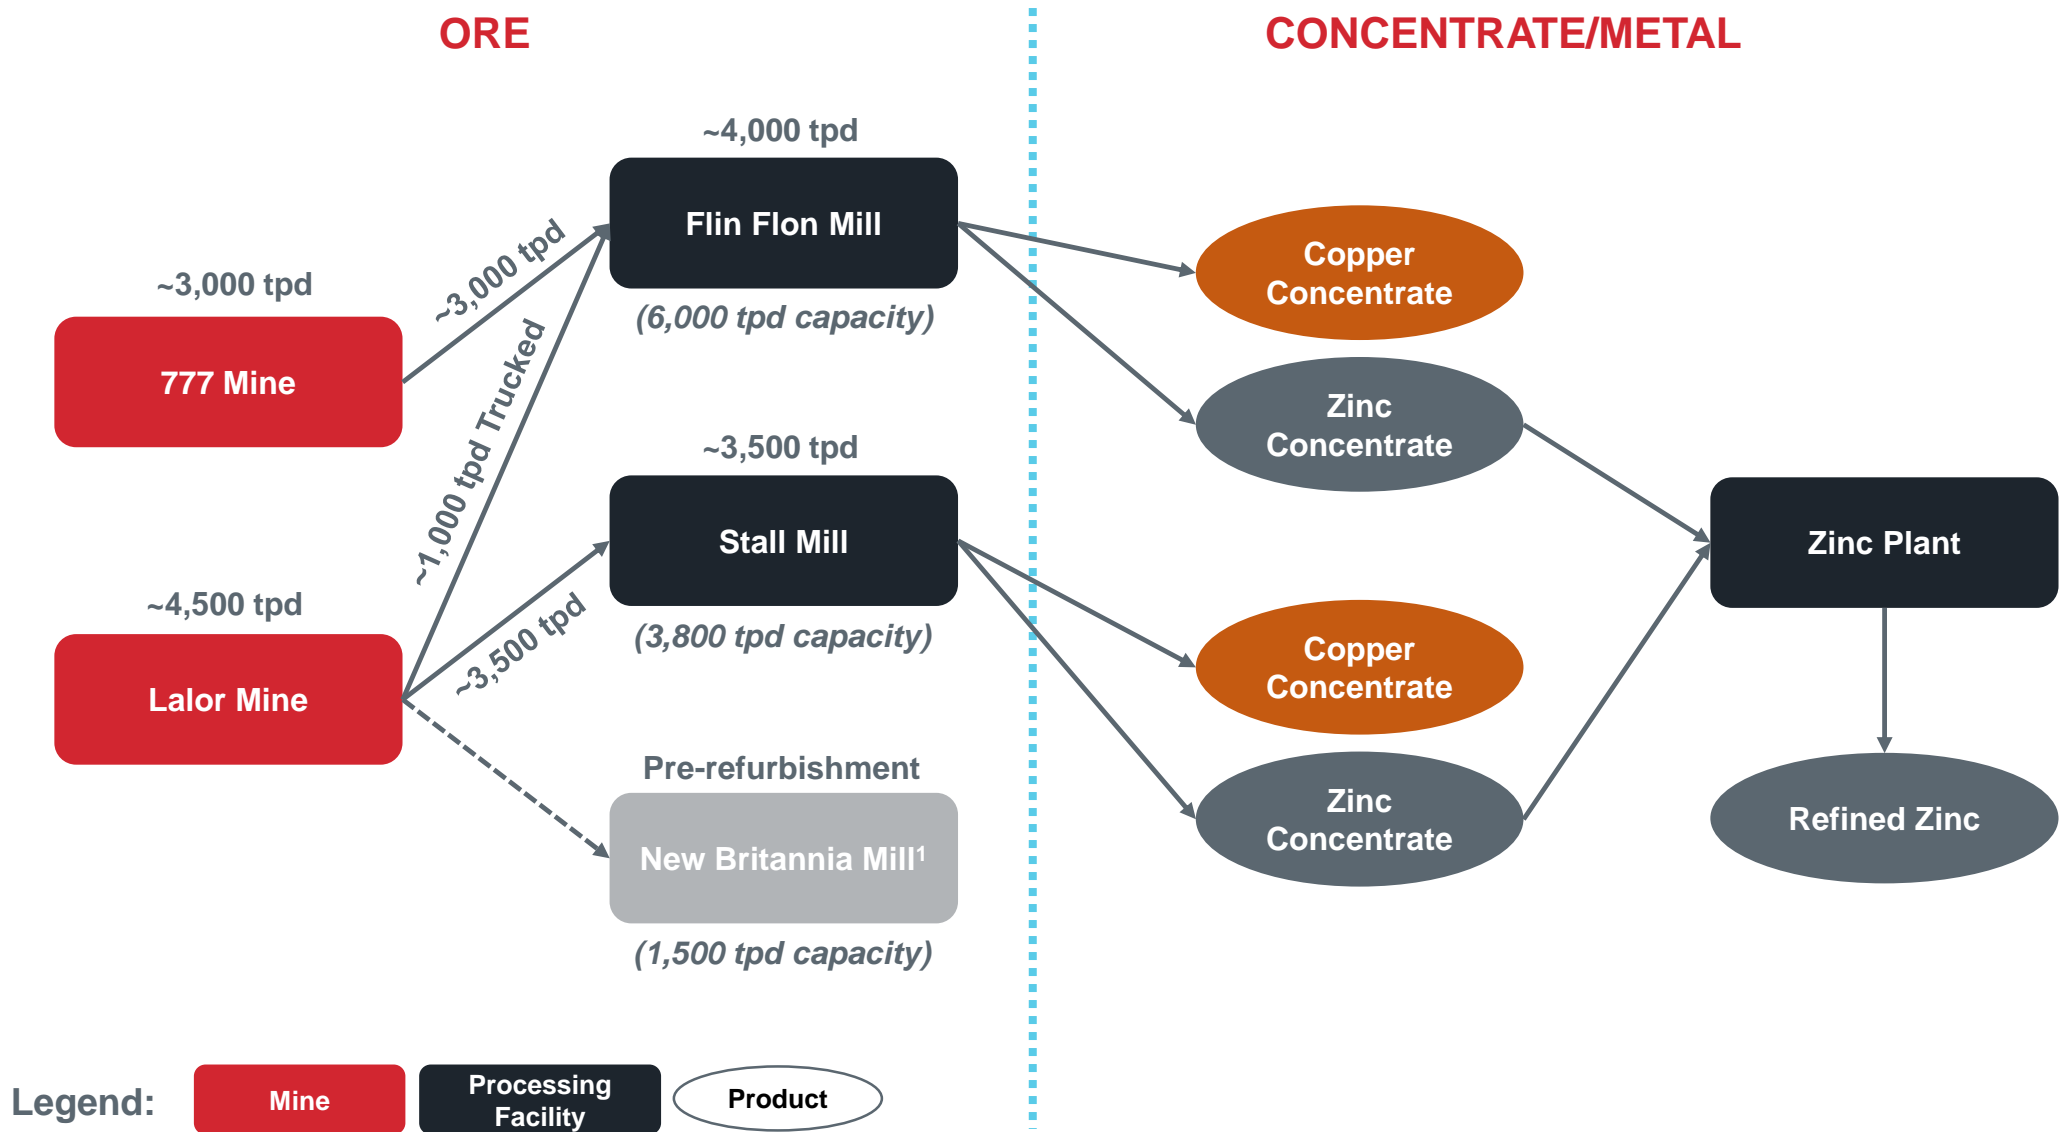 ORE
CONCENTRATE/METAL
~4,000 tpd
Flin Flon Mill
(6,000 tpd capacity)
~3,000 tpd
777 Mine
~3,000 tpd
~1,000 tpd Trucked
~3,500 tpd
Stall Mill
(3,800 tpd capacity)
~4,500 tpd
Lalor Mine
~3,500 tpd
Pre-refurbishment
New Britannia Mill¹
(1,500 tpd capacity)
Copper
Concentrate
Zinc
Concentrate
Copper
Concentrate
Zinc
Concentrate
Zinc Plant
Refined Zinc
Legend:
Mine
Processing
Facility
Product